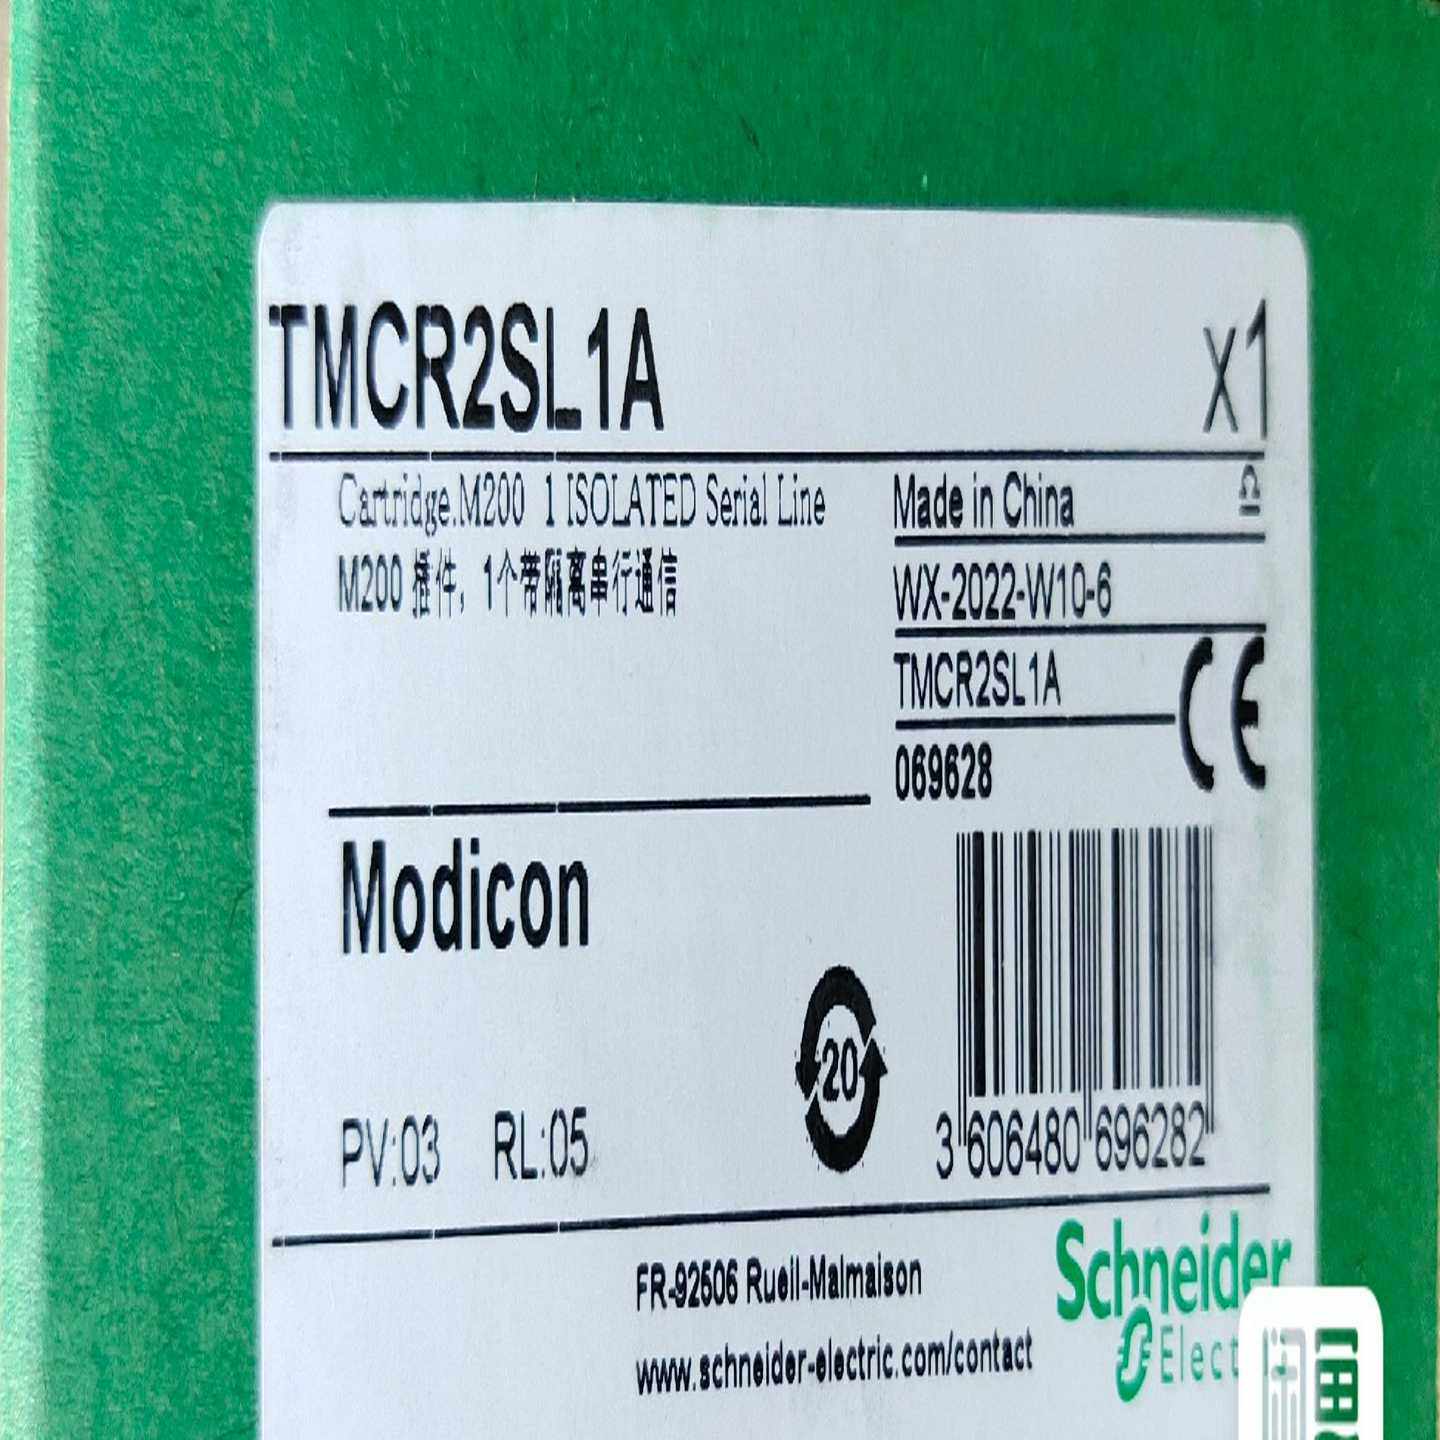 TMCR2SL1A
X1
Cartridge.M200 1 ISOLATED Serial Line
M200 插件，1个带隔离串行通信
Made in China
WX-2022-W10-6
TMCR2SL1A
CE
069628
Modicon
20
3 606480 696282
PV:03 RL:05
FR-92506 Rueil-Malmaison
www.schneider-electric.com/contact
Schneider
Elect